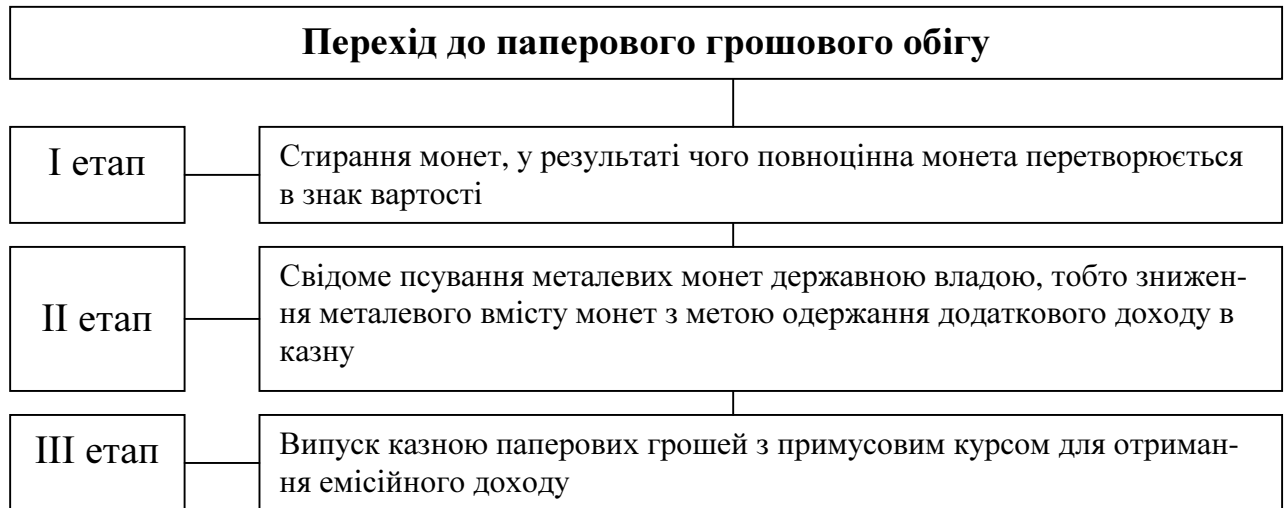 Перехід до паперового грошового обігу
І етап
Стирання монет, у результаті чого повноцінна монета перетворюється
в знак вартості
ІІ етап
Свідоме псування металевих монет державною владою, тобто знижен-
ня металевого вмісту монет з метою одержання додаткового доходу в
казну
ІІІ етап
Випуск казною паперових грошей з примусовим курсом для отриман-
ня емісійного доходу